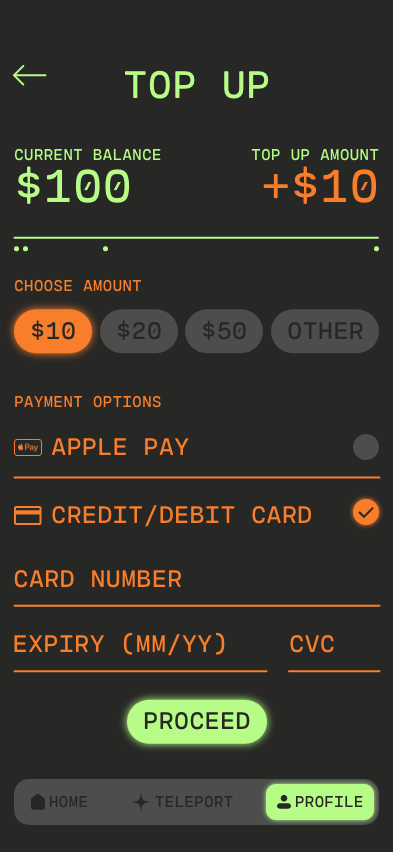 TOP UP
CURRENT BALANCE TOP UP AMOUNT
$100 +$10
CHOOSE AMOUNT
$10 $20 $50 OTHER
PAYMENT OPTIONS
Pay APPLE PAY
CREDIT/DEBIT CARD
CARD NUMBER
EXPIRY (MM/YY) CVC
PROCEED
HOME TELEPORT PROFILE